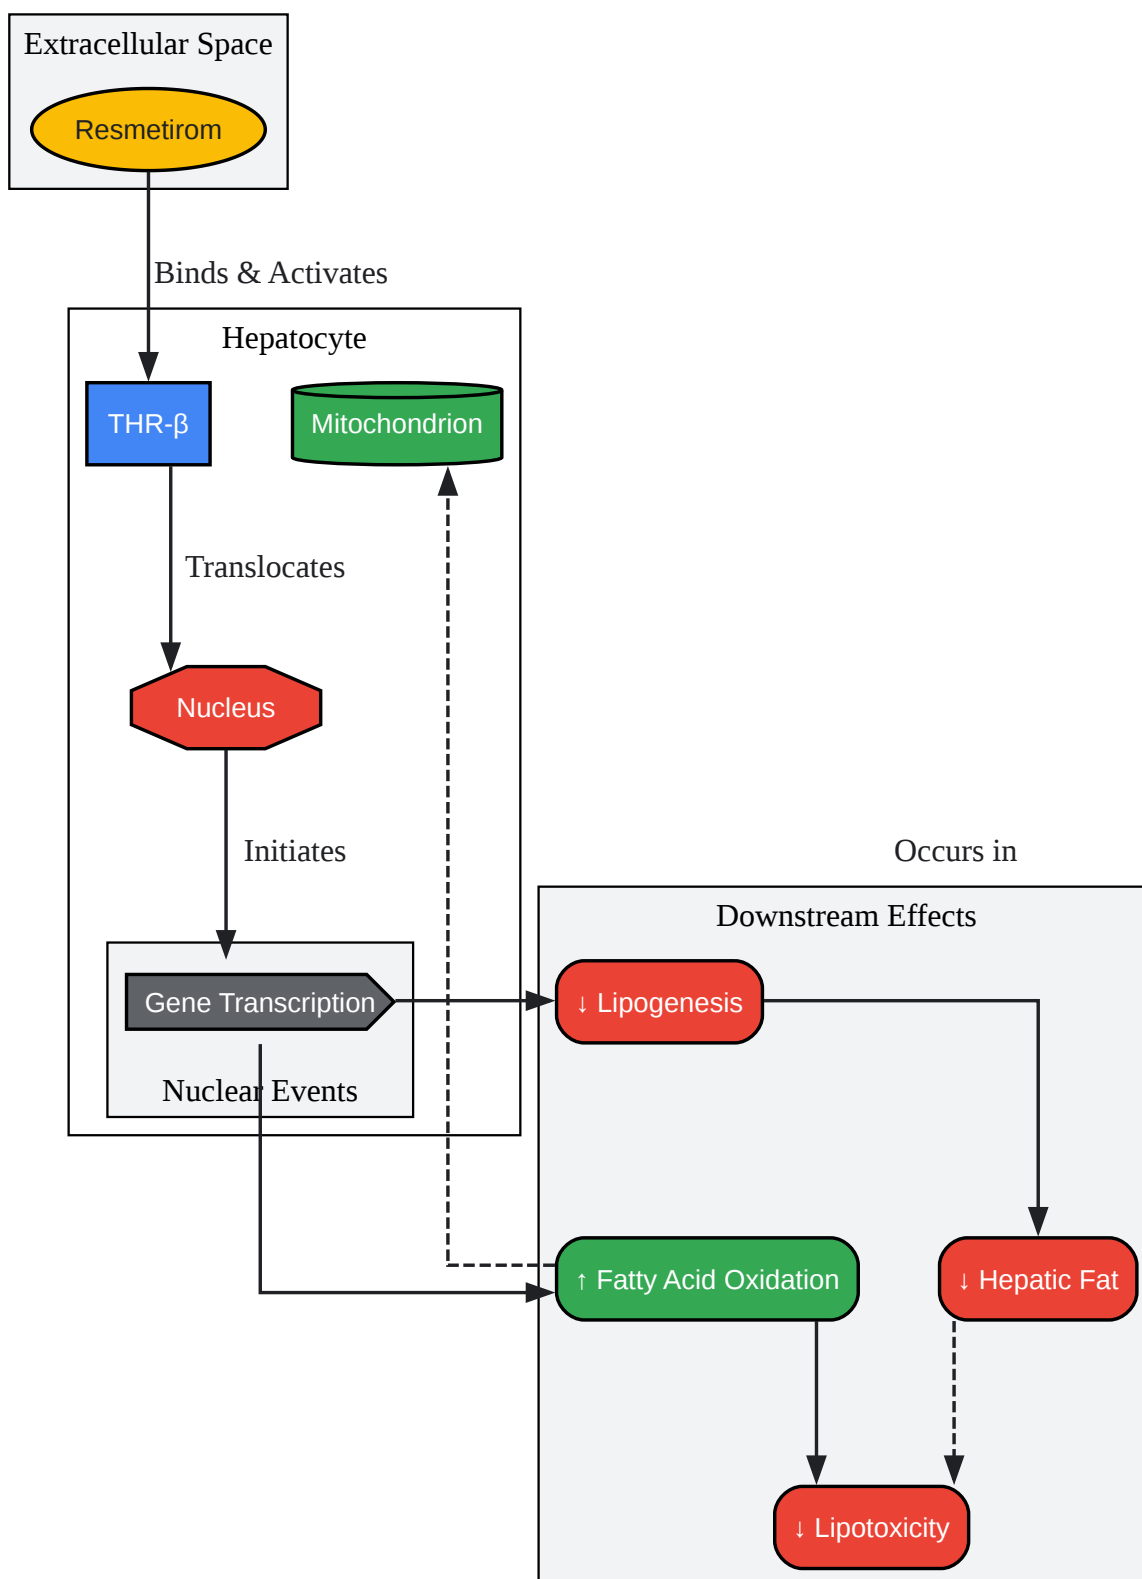 Extracellular Space
Resmetirom
Binds & Activates
Hepatocyte
THR-β
Mitochondrion
Translocates
Nucleus
Initiates
Occurs in
Downstream Effects
Gene Transcription
↓ Lipogenesis
Nuclear Events
↑ Fatty Acid Oxidation
↓ Hepatic Fat
↓ Lipotoxicity